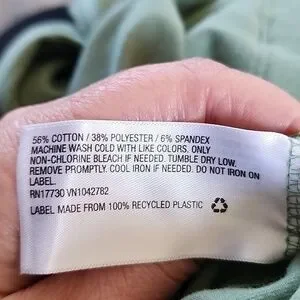 56% COTTON / 38% POLYESTER / 6% SPANDEX
MACHINE WASH COLD WITH LIKE COLORS. ONLY
NON-CHLORINE BLEACH IF NEEDED. TUMBLE DRY LOW.
REMOVE PROMPTLY. COOL IRON IF NEEDED. DO NOT IRON ON
LABEL.
RN17730 VN1042782
LABEL MADE FROM 100% RECYCLED PLASTIC